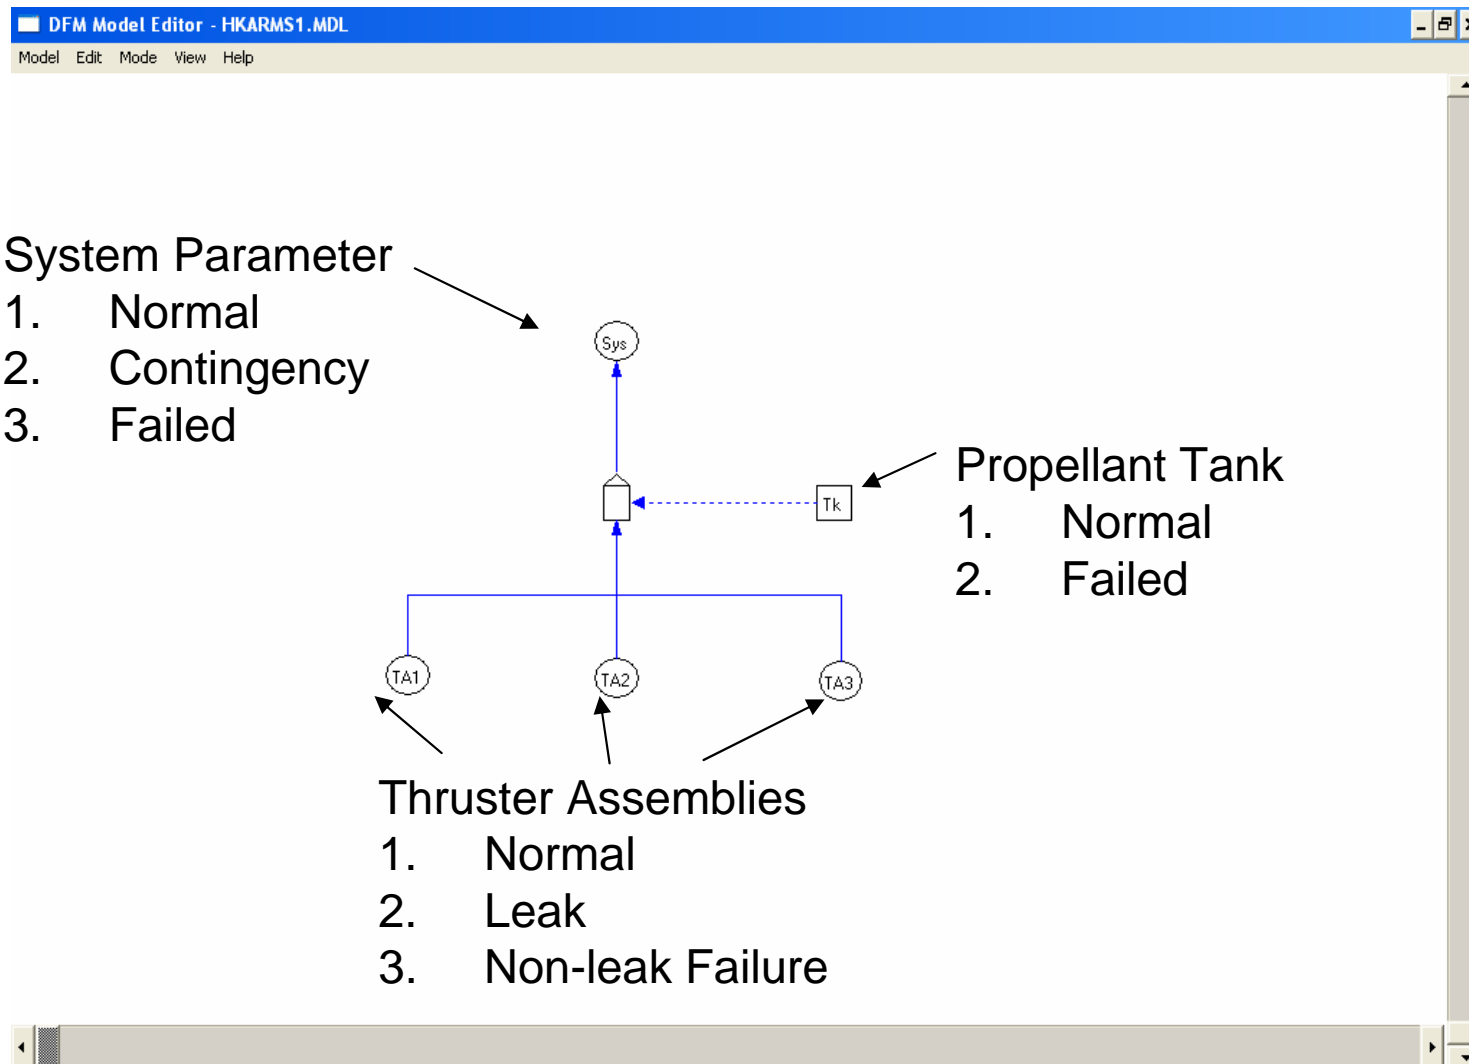 DFM Model Editor - HKARMS1.MDL
Model Edit Mode View Help
System Parameter
1. Normal
2. Contingency
3. Failed
Sys
Propellant Tank
1. Normal
2. Failed
Tk
TA1
TA2
TA3
Thruster Assemblies
1. Normal
2. Leak
3. Non-leak Failure